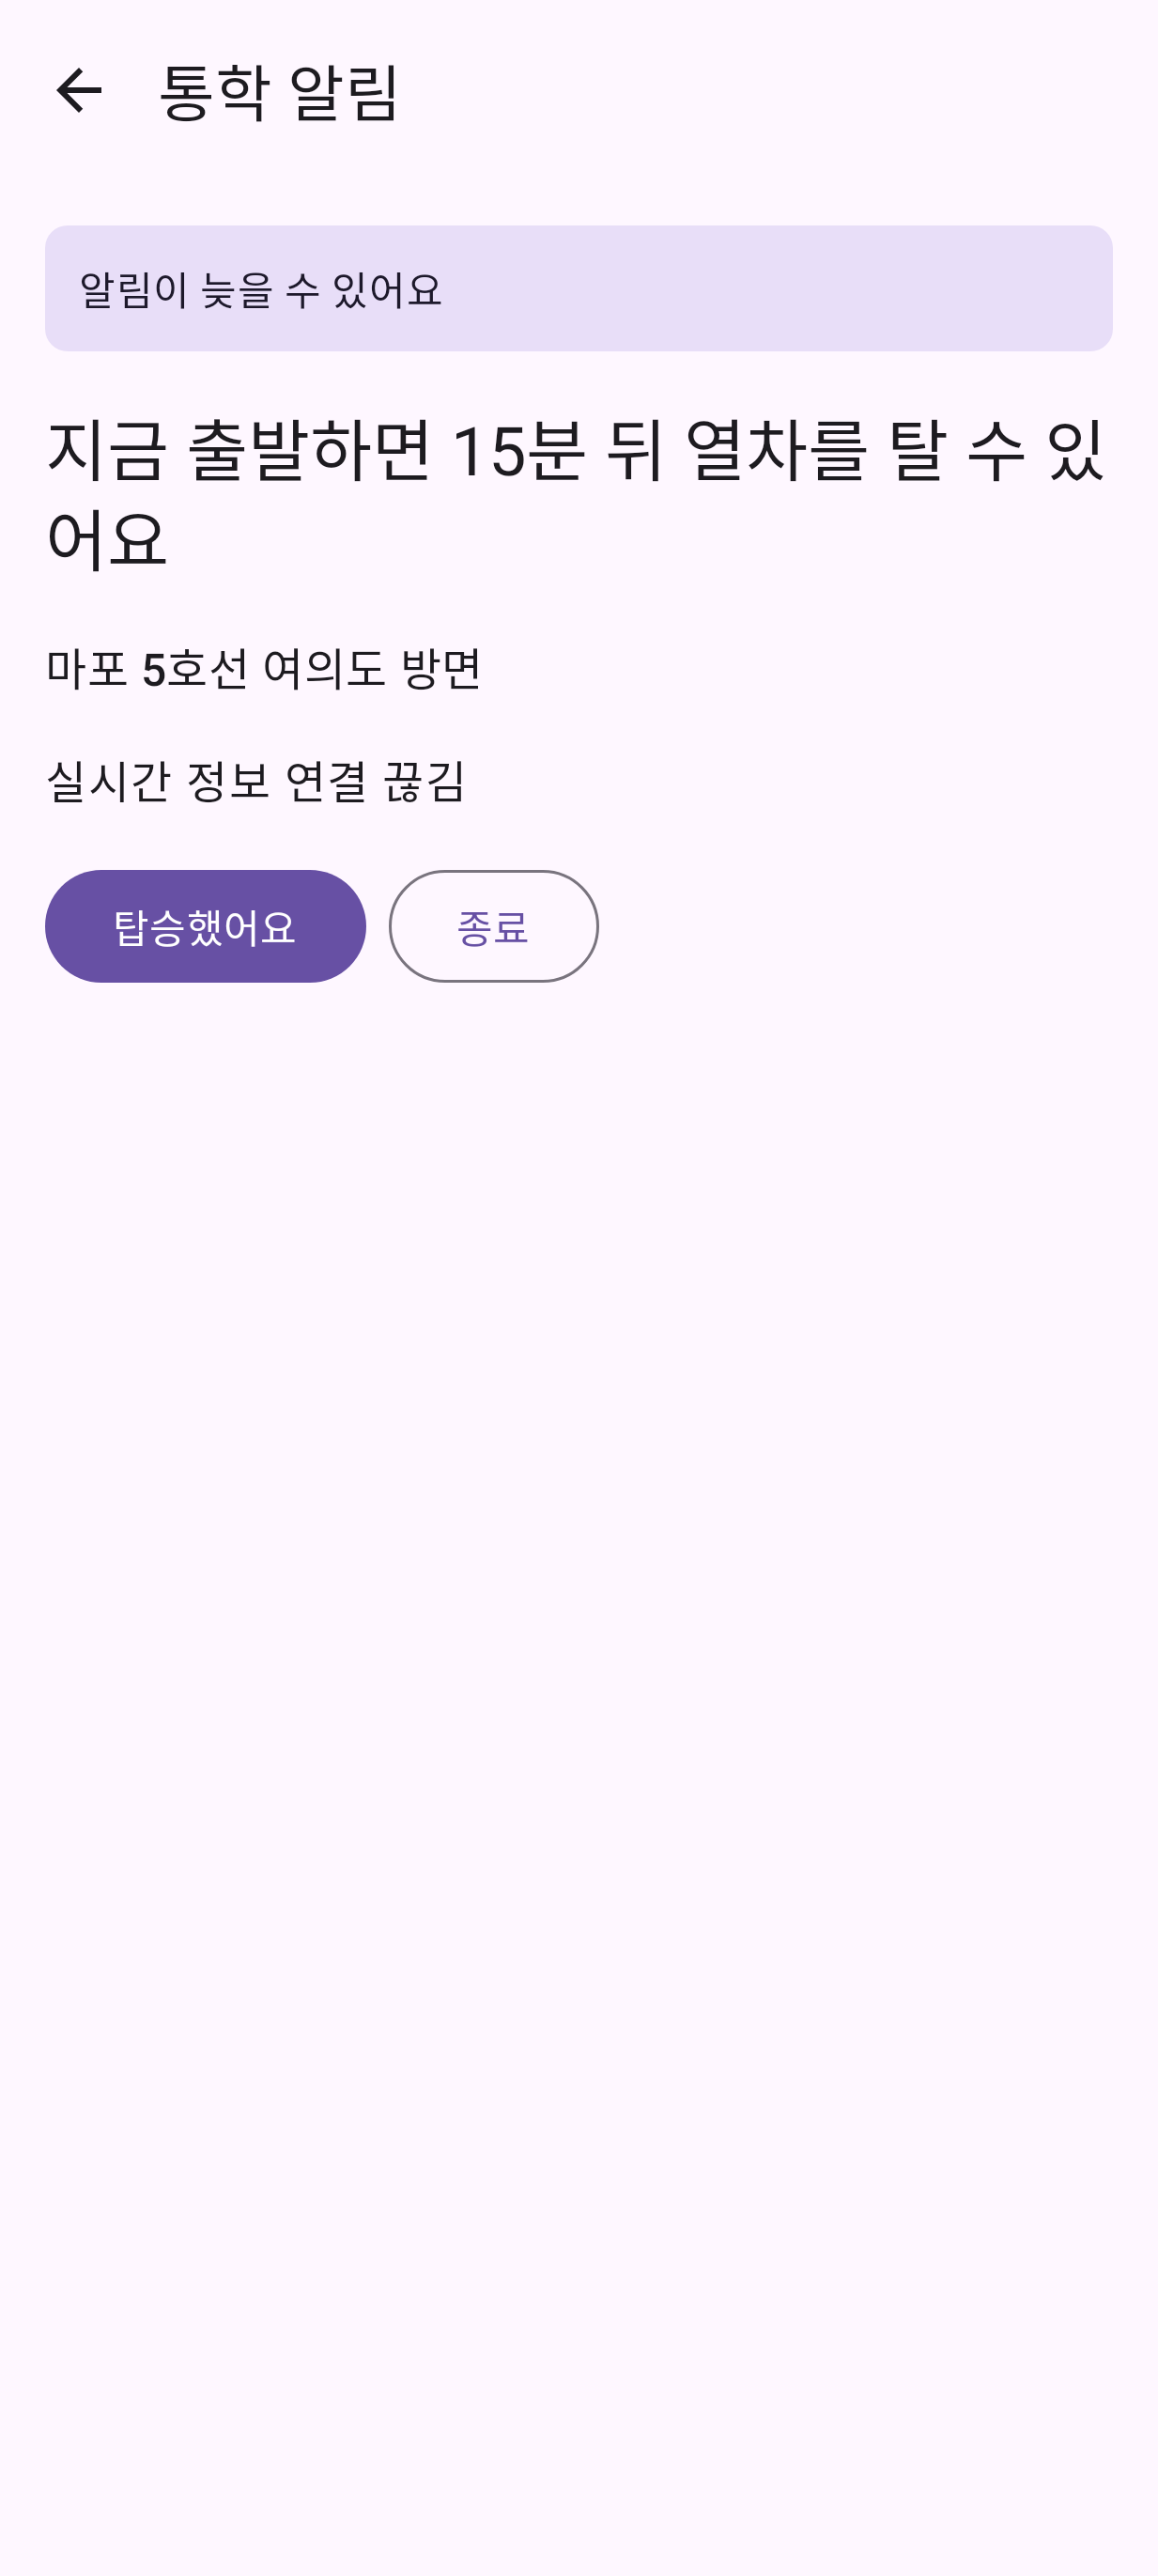 통학 알림
알림이 늦을 수 있어요
지금 출발하면 15분 뒤 열차를 탈 수 있
어요
마포 5호선 여의도 방면
실시간 정보 연결 끊김
탑승했어요
종료